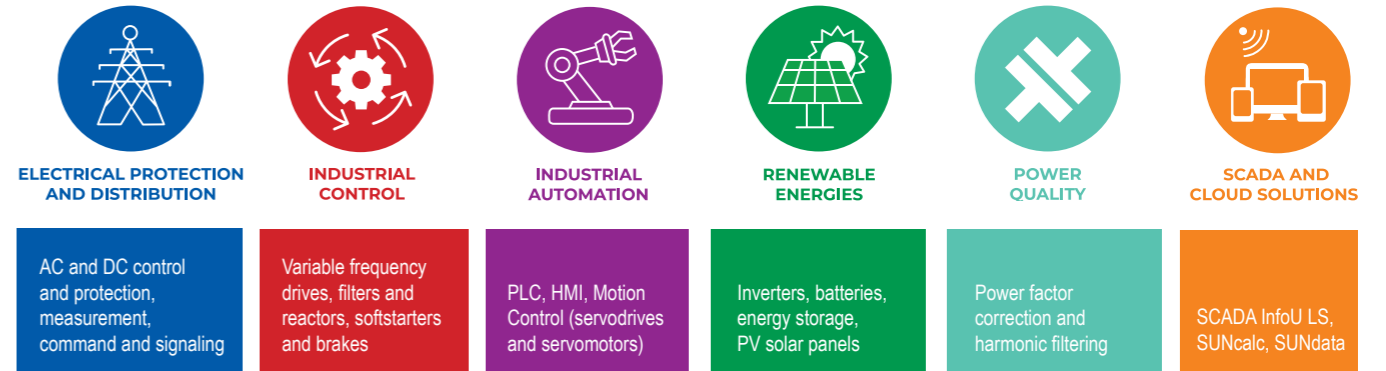 ELECTRICAL PROTECTION
AND DISTRIBUTION
INDUSTRIAL
CONTROL
INDUSTRIAL
AUTOMATION
RENEWABLE
ENERGIES
POWER
QUALITY
SCADA AND
CLOUD SOLUTIONS
AC and DC control
and protection,
measurement,
command and signaling
Variable frequency
drives, filters and
reactors, softstarters
and brakes
PLC, HMI, Motion
Control (servodrives
and servomotors)
Inverters, batteries,
energy storage,
PV solar panels
Power factor
correction and
harmonic filtering
SCADA InfoU LS,
SUNcalc, SUNdata